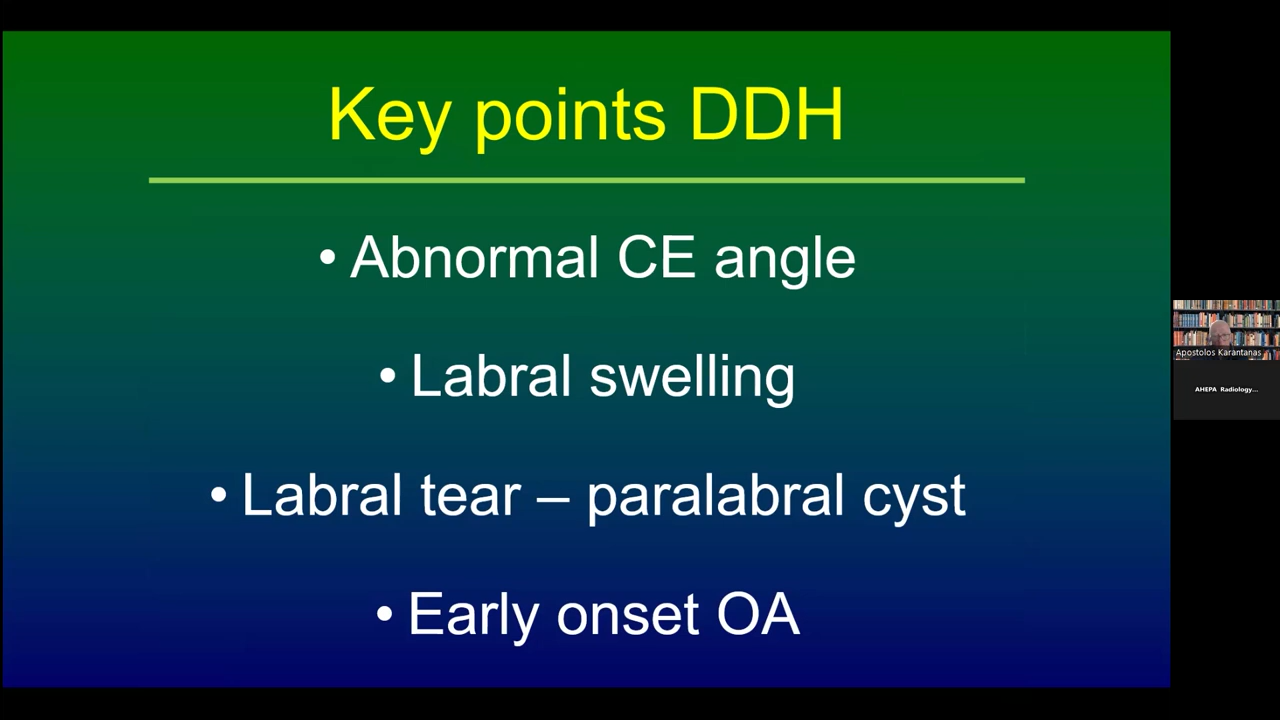 Key points DDH
• Abnormal CE angle
• Labral swelling
• Labral tear – paralabral cyst
• Early onset OA
Apostolos Karantanas
AHEPA Radiology...